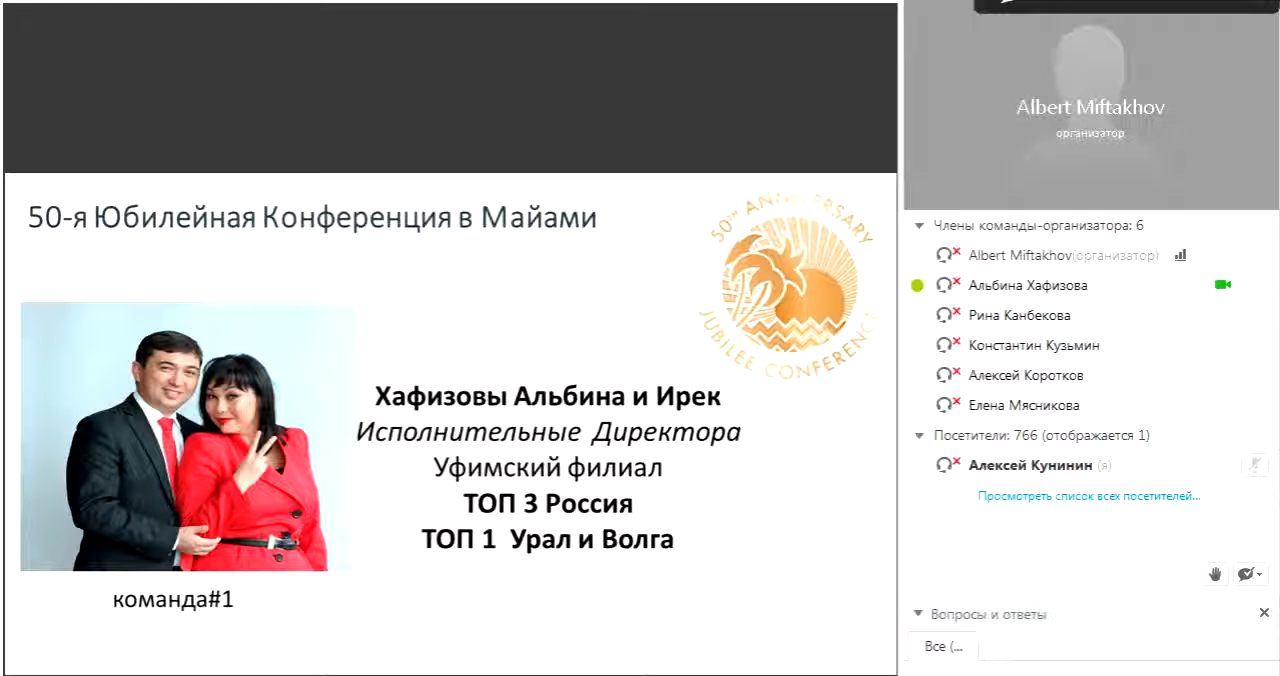 50-я Юбилейная Конференция в Майами
50TH ANNIVERSARY
JUBILEE CONFERENCE
Хафизовы Альбина и Ирек
Исполнительные Директора
Уфимский филиал
ТОП 3 Россия
ТОП 1 Урал и Волга
команда#1
Albert Miftakhov
организатор
Члены команды-организатора: 6
Albert Miftakhov(организатор)
Альбина Хафизова
Рина Канбекова
Константин Кузьмин
Алексей Коротков
Елена Мясникова
Посетители: 766 (отображается 1)
Алексей Кунинин (я)
Просмотреть список всех посетителей...
Вопросы и ответы
Все (...